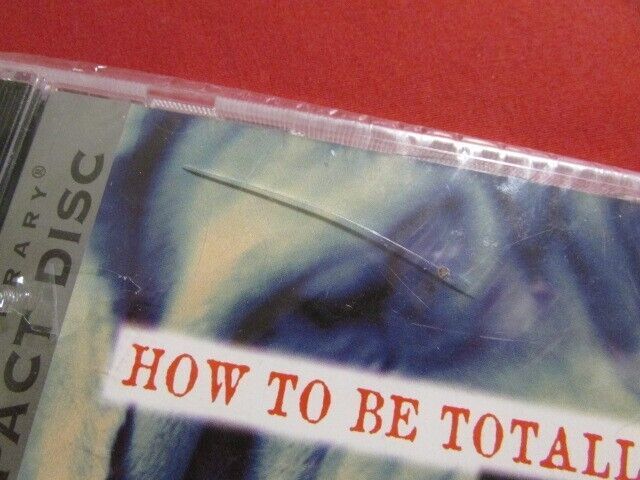 RARY®
ACT DISC
HOW TO BE TOTALL